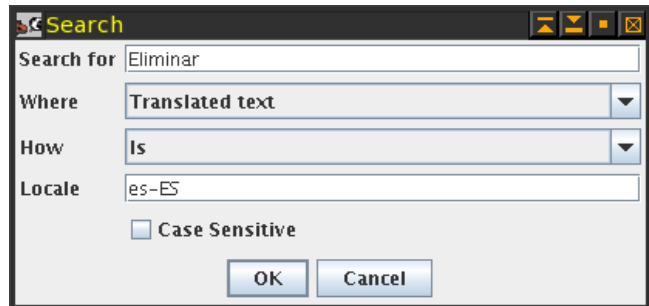 Search
Search for Eliminar
Where Translated text
How Is
Locale es-ES
Case Sensitive
OK Cancel